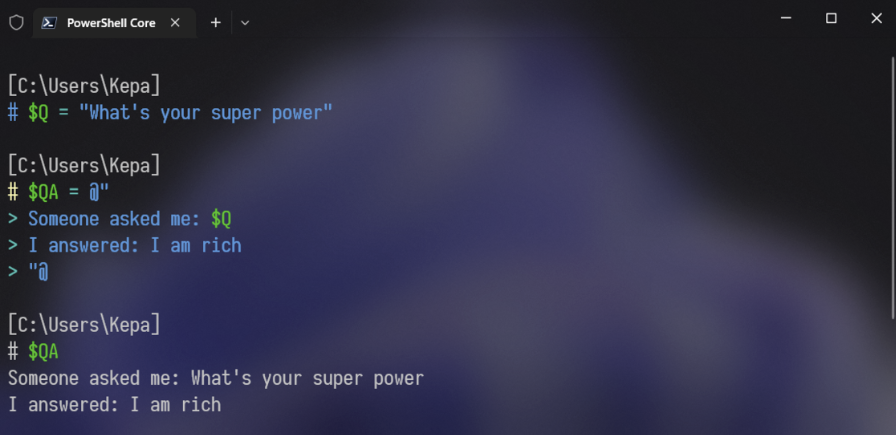 PowerShell Core
[C:\Users\Kepa]
# $Q = "What's your super power"
[C:\Users\Kepa]
# $QA = @"
> Someone asked me: $Q
> I answered: I am rich
> "@
[C:\Users\Kepa]
# $QA
Someone asked me: What's your super power
I answered: I am rich